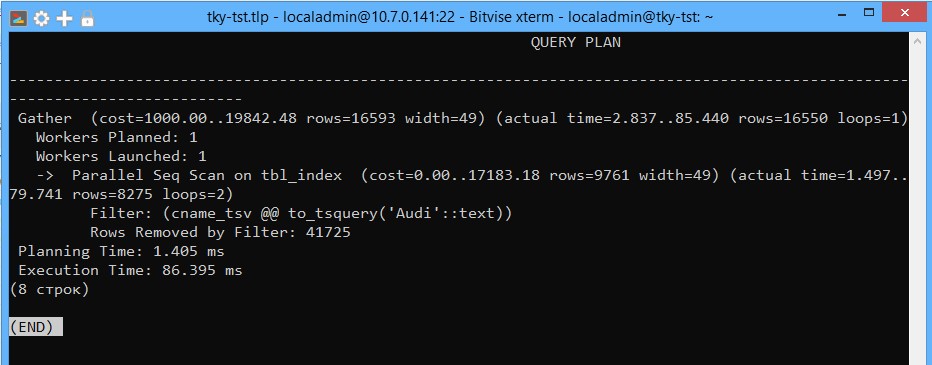 tky-tst.tlp - localadmin@10.7.0.141:22 - Bitvise xterm - localadmin@tky-tst: ~
QUERY PLAN
----------------------------------------------------------------------------------------------------
--------------------------
Gather  (cost=1000.00..19842.48 rows=16593 width=49) (actual time=2.837..85.440 rows=16550 loops=1)
Workers Planned: 1
Workers Launched: 1
->  Parallel Seq Scan on tbl_index  (cost=0.00..17183.18 rows=9761 width=49) (actual time=1.497..
79.741 rows=8275 loops=2)
Filter: (cname_tsv @@ to_tsquery('Audi'::text))
Rows Removed by Filter: 41725
Planning Time: 1.405 ms
Execution Time: 86.395 ms
(8 строк)
(END)